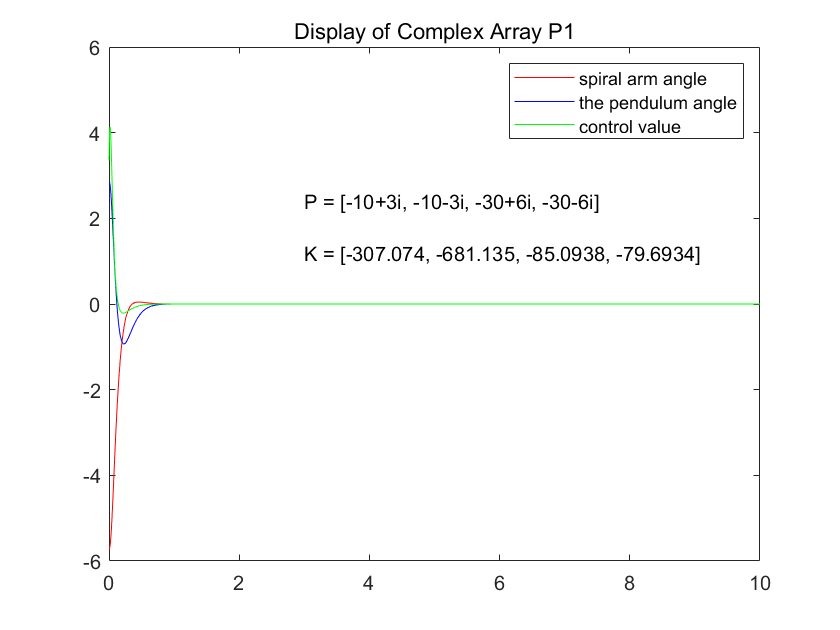 Display of Complex Array P1
6
spiral arm angle
the pendulum angle
control value
4
P = [-10+3i, -10-3i, -30+6i, -30-6i]
2
K = [-307.074, -681.135, -85.0938, -79.6934]
0
-2
-4
-6
0 2 4 6 8 10